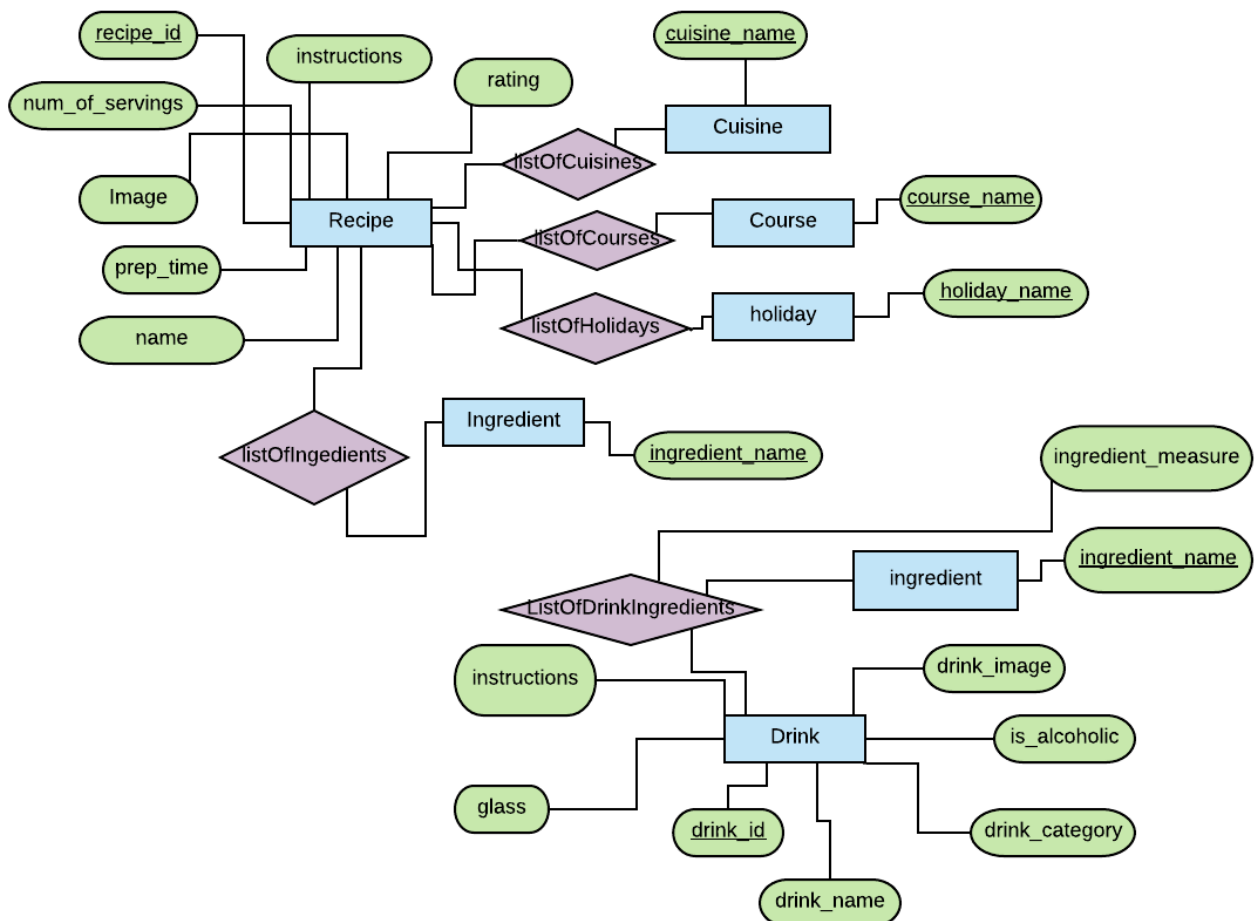 recipe_id
instructions
cuisine_name
rating
num_of_servings
Cuisine
listOfCuisines
Image
Recipe
Course
course_name
listOfCourses
prep_time
holiday_name
holiday
listOfHolidays
name
Ingredient
listOfIngedients
ingredient_name
ingredient_measure
ingredient
ingredient_name
ListOfDrinkIngredients
instructions
drink_image
Drink
is_alcoholic
glass
drink_id
drink_category
drink_name